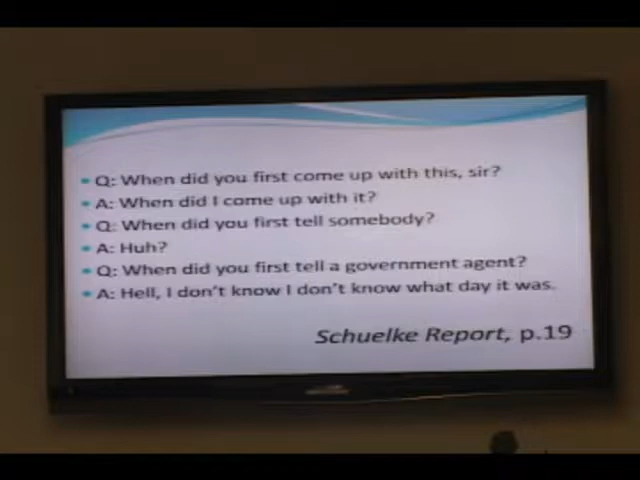 • Q: When did you first come up with this, sir?
• A: When did I come up with it?
• Q: When did you first tell somebody?
• A: Huh?
• Q: When did you first tell a government agent?
• A: Hell, I don't know I don't know what day it was.
Schuelke Report, p.19